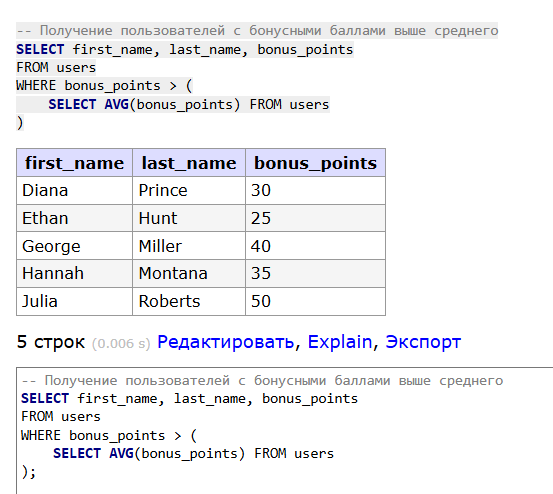 -- Получение пользователей с бонусными баллами выше среднего
SELECT first_name, last_name, bonus_points
FROM users
WHERE bonus_points > (
    SELECT AVG(bonus_points) FROM users
)
first_name last_name bonus_points
Diana Prince 30
Ethan Hunt 25
George Miller 40
Hannah Montana 35
Julia Roberts 50
5 строк (0.006 s) Редактировать, Explain, Экспорт
-- Получение пользователей с бонусными баллами выше среднего
SELECT first_name, last_name, bonus_points
FROM users
WHERE bonus_points > (
    SELECT AVG(bonus_points) FROM users
);